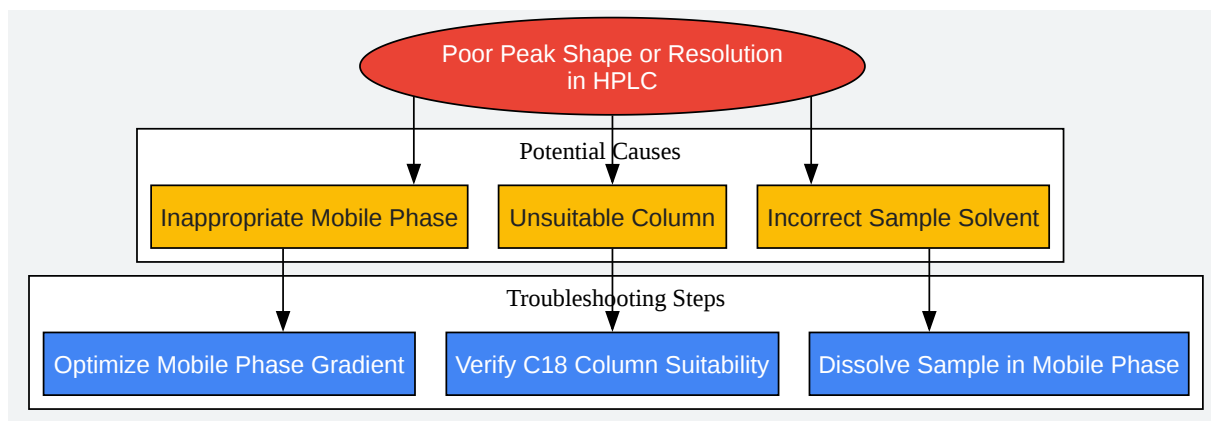 Poor Peak Shape or Resolution
in HPLC
Potential Causes
Inappropriate Mobile Phase
Unsuitable Column
Incorrect Sample Solvent
Troubleshooting Steps
Optimize Mobile Phase Gradient
Verify C18 Column Suitability
Dissolve Sample in Mobile Phase